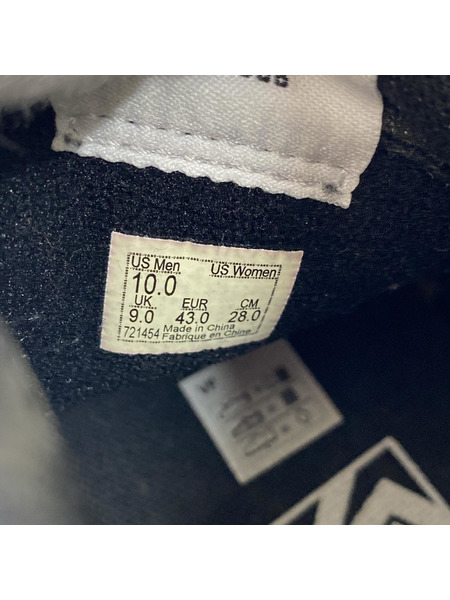 US Men US Women
10.0
UK EUR CM
9.0 43.0 28.0
721454 Made in China
Fabrique en Chine